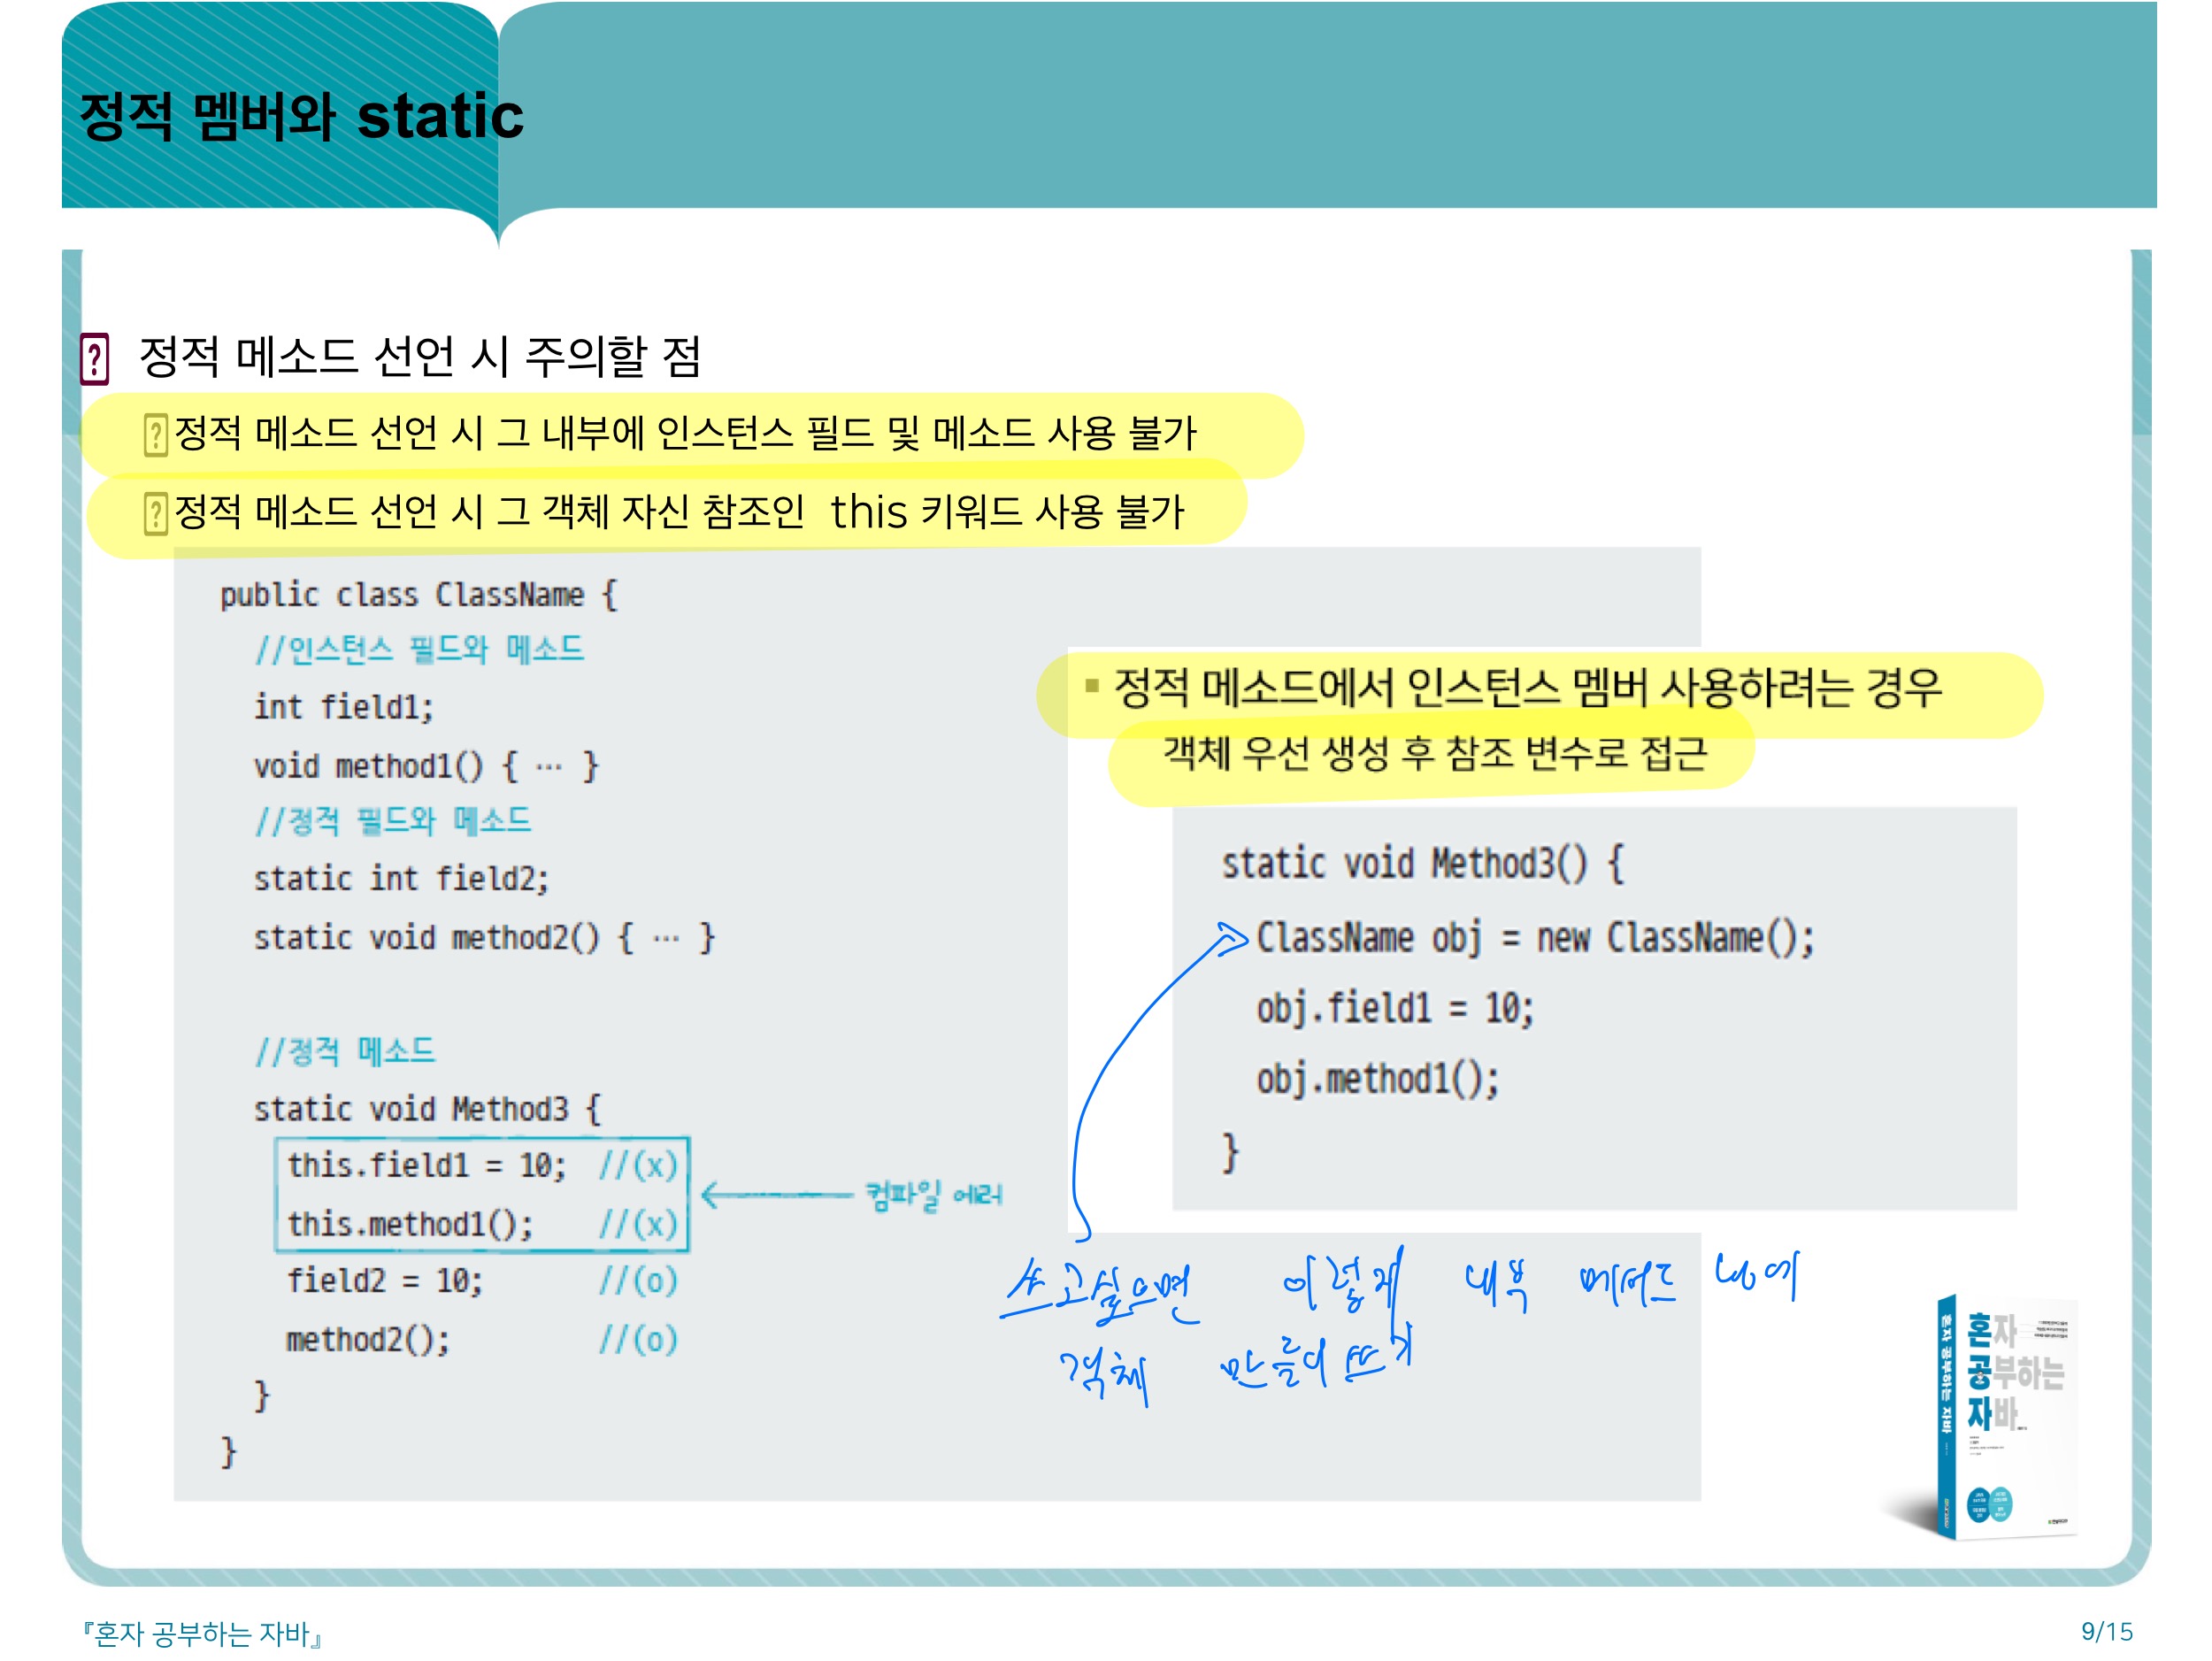 정적 멤버와 static
정적 메소드 선언 시 주의할 점
정적 메소드 선언 시 그 내부에 인스턴스 필드 및 메소드 사용 불가
정적 메소드 선언 시 그 객체 자신 참조인 this 키워드 사용 불가
public class ClassName {
//인스턴스 필드와 메소드
int field1;
void method1() { ··· }
//정적 필드와 메소드
static int field2;
static void method2() { ··· }
//정적 메소드
static void Method3 {
this.field1 = 10; //(x)
this.method1(); //(x)
컴파일 에러
field2 = 10; //(o)
method2(); //(o)
}
}
▪ 정적 메소드에서 인스턴스 멤버 사용하려는 경우
객체 우선 생성 후 참조 변수로 접근
static void Method3() {
ClassName obj = new ClassName();
obj.field1 = 10;
obj.method1();
}
쓰고싶으면 이렇게 내부 메서드 내에
객체 만들어쓰기
혼자 공부하는 자바
혼자
공부하는
자바
『혼자 공부하는 자바』
9/15